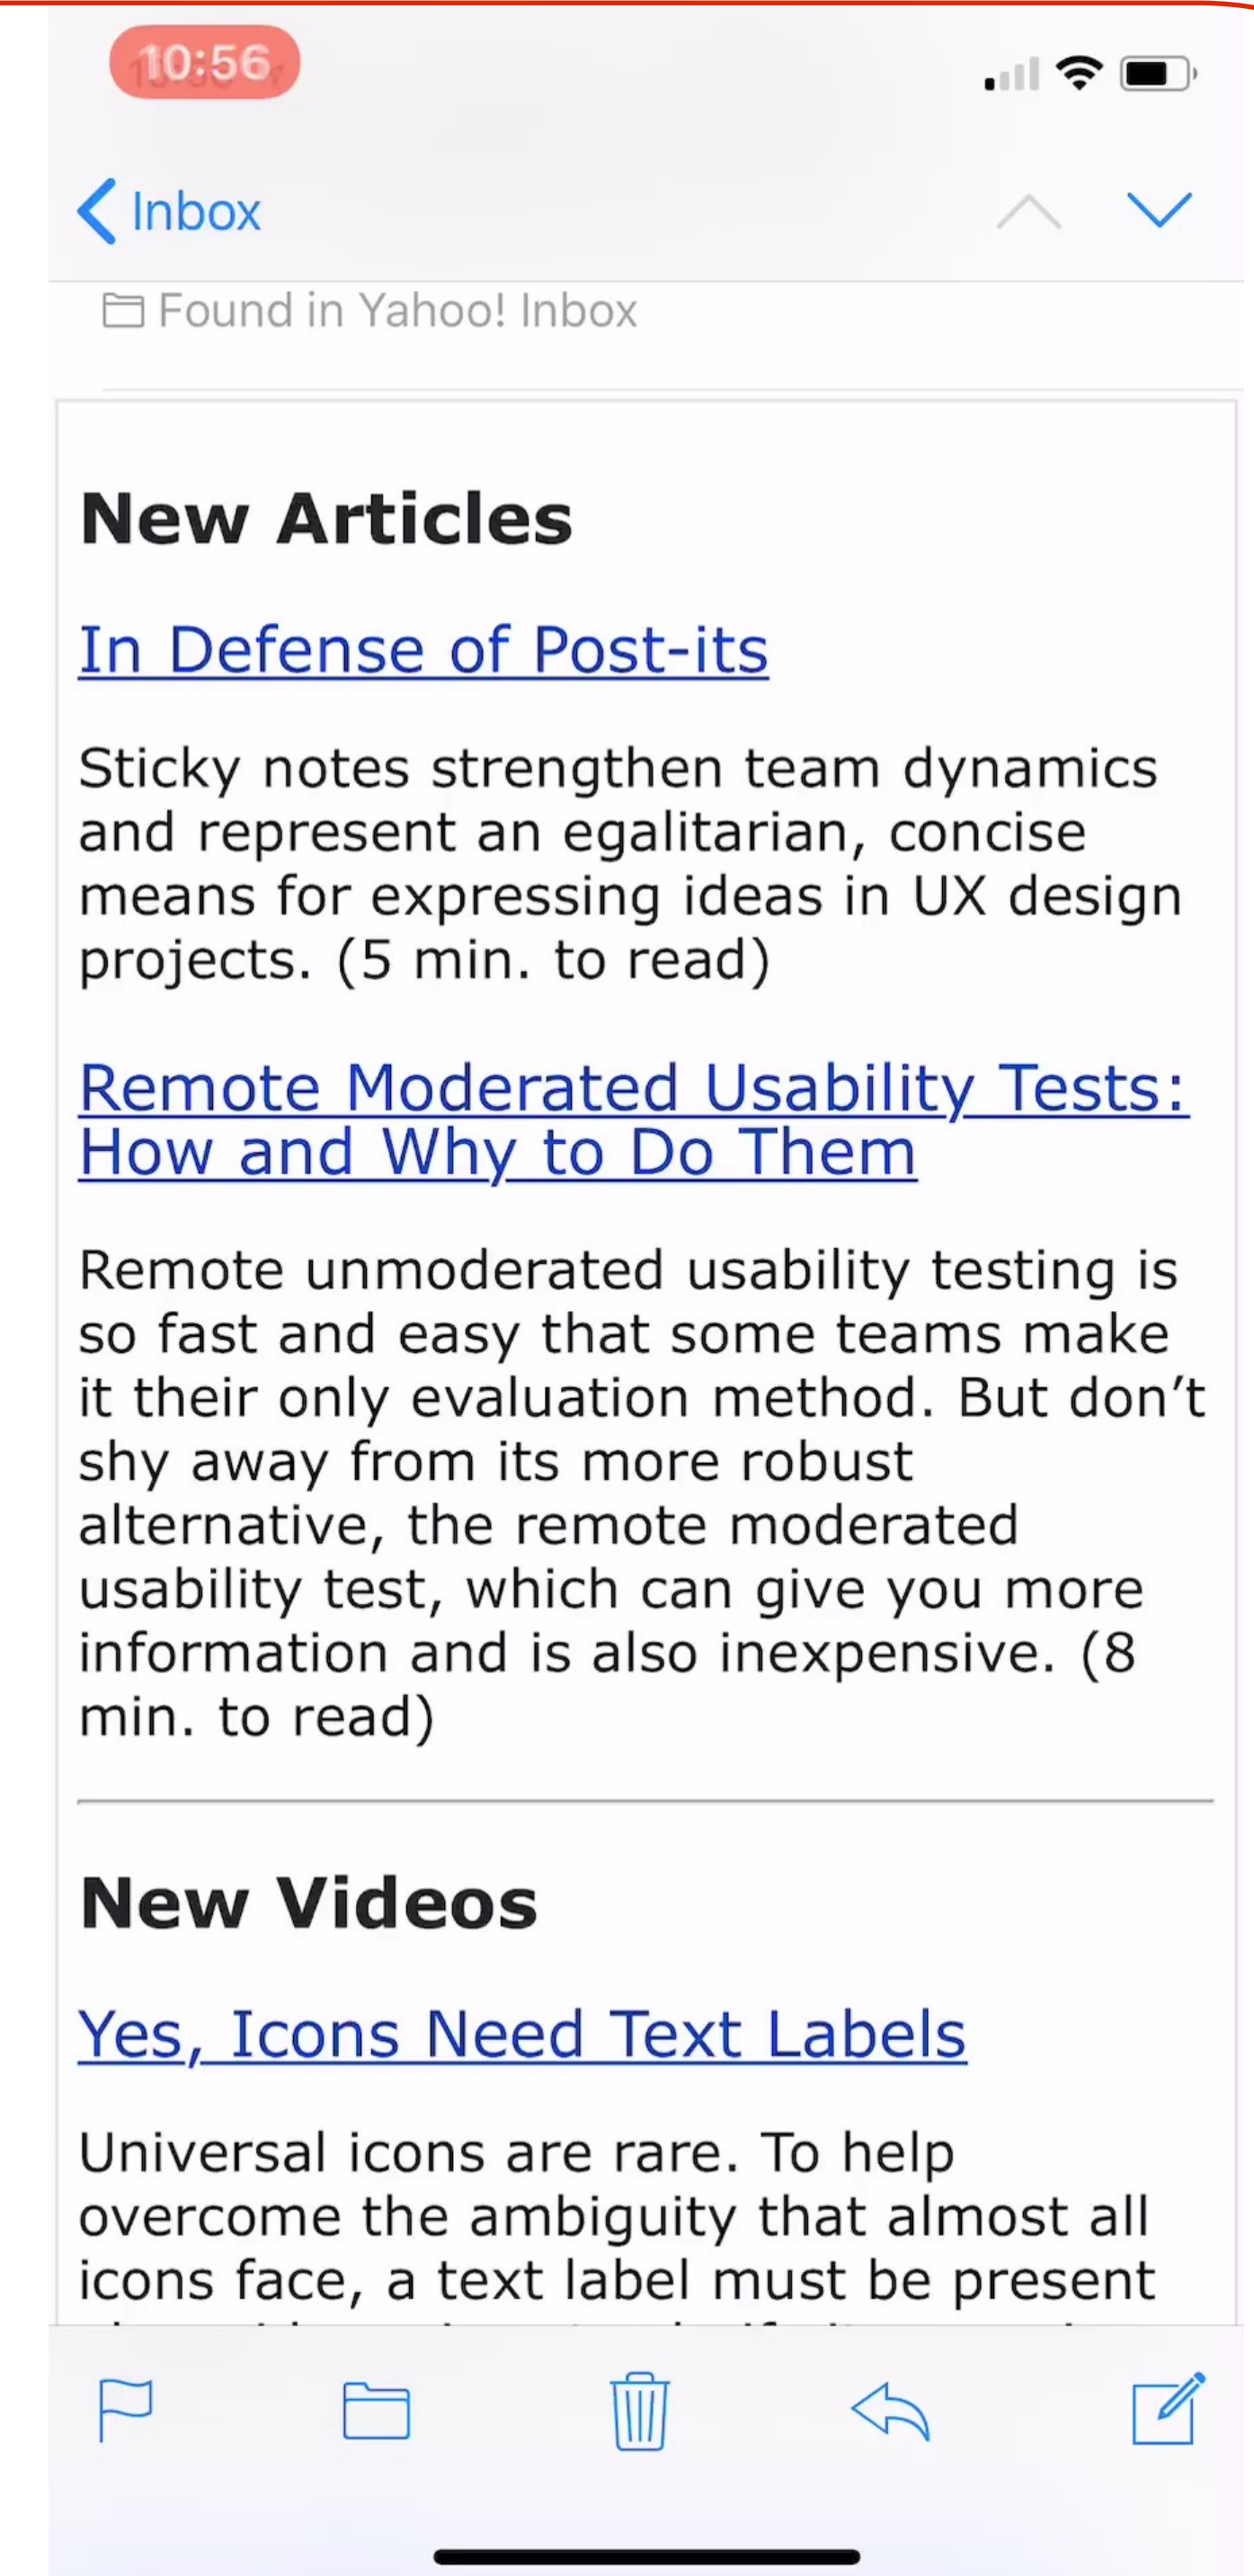 10:56
Inbox
Found in Yahoo! Inbox
New Articles
In Defense of Post-its
Sticky notes strengthen team dynamics
and represent an egalitarian, concise
means for expressing ideas in UX design
projects. (5 min. to read)
Remote Moderated Usability Tests:
How and Why to Do Them
Remote unmoderated usability testing is
so fast and easy that some teams make
it their only evaluation method. But don’t
shy away from its more robust
alternative, the remote moderated
usability test, which can give you more
information and is also inexpensive. (8
min. to read)
New Videos
Yes, Icons Need Text Labels
Universal icons are rare. To help
overcome the ambiguity that almost all
icons face, a text label must be present